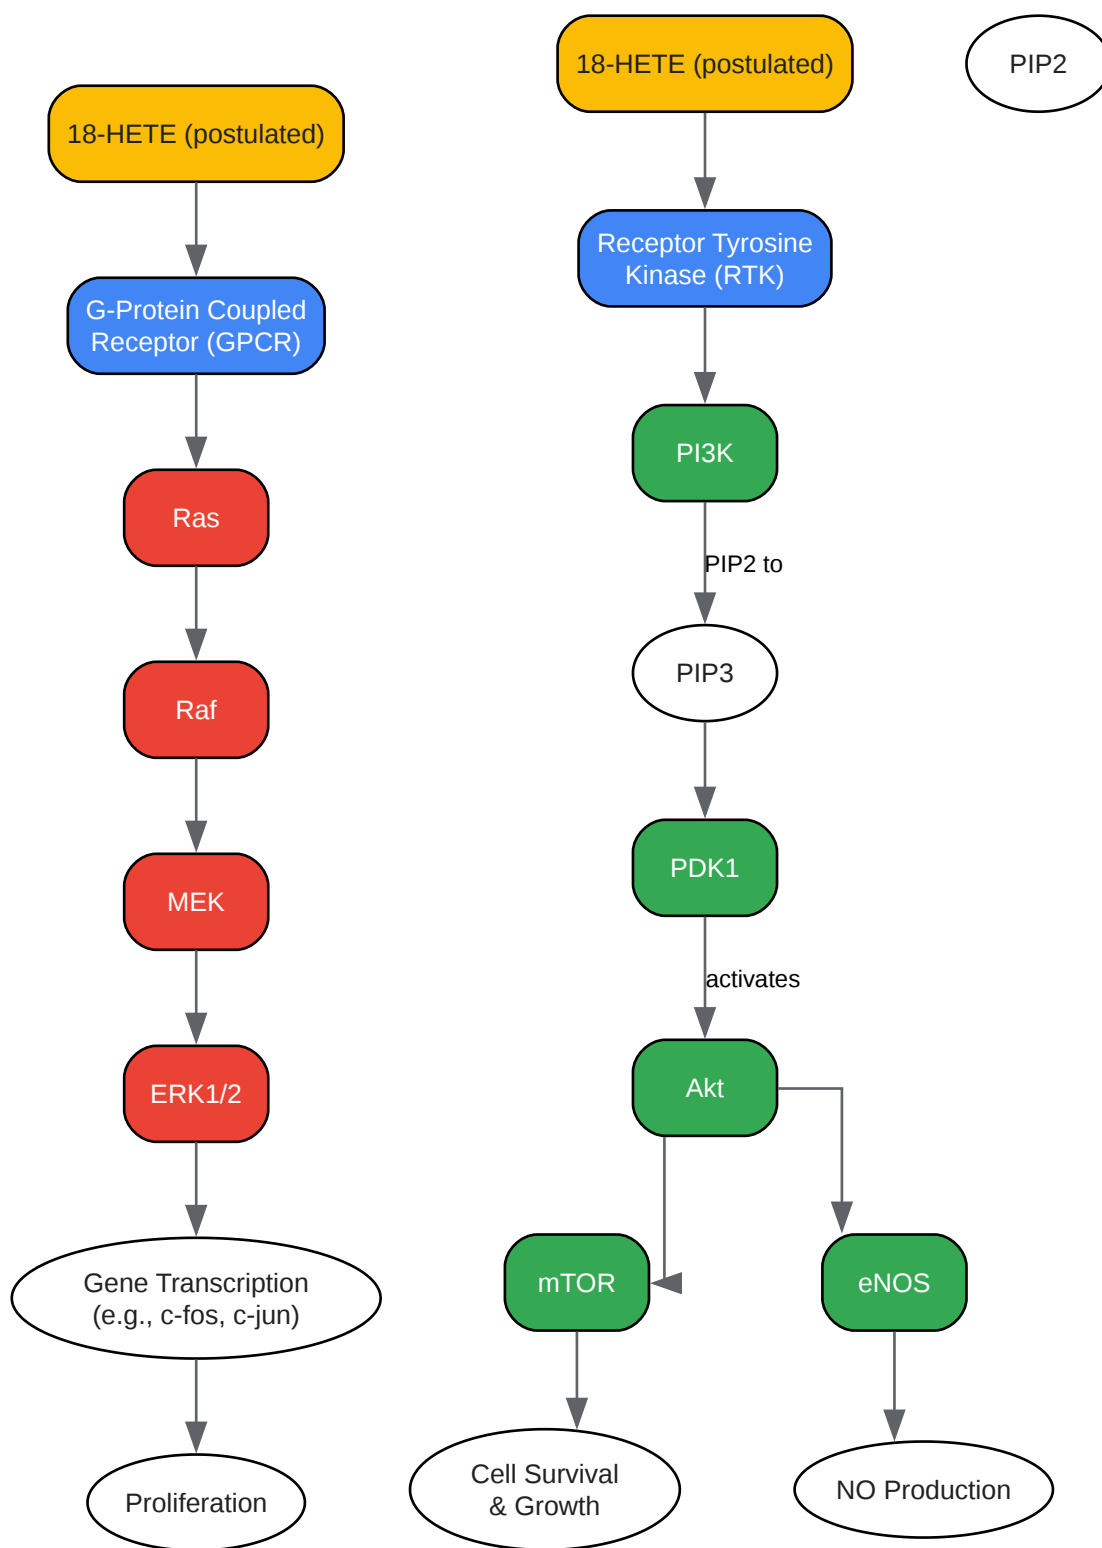 18-HETE (postulated)
G-Protein Coupled
Receptor (GPCR)
Ras
Raf
MEK
ERK1/2
Gene Transcription
(e.g., c-fos, c-jun)
Proliferation
18-HETE (postulated)
Receptor Tyrosine
Kinase (RTK)
PI3K
PIP2 to
PIP3
PDK1
activates
Akt
mTOR
eNOS
Cell Survival
& Growth
NO Production
PIP2